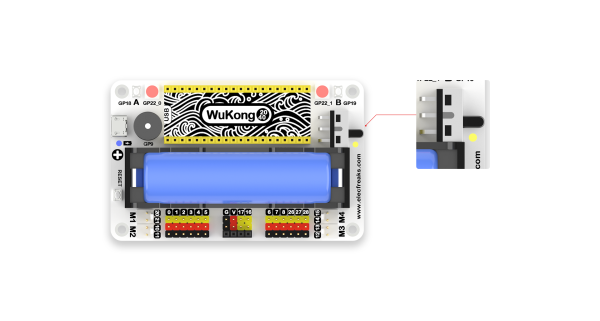 GP18 A GP22_0
GP22_1 B GP19
USB
WuKong
GP9
RESET
www.elecfreaks.com
M1
M2
0 1 2 3 4 5
G V 17 16
6 7 8 26 27 28
M4
M3
.com